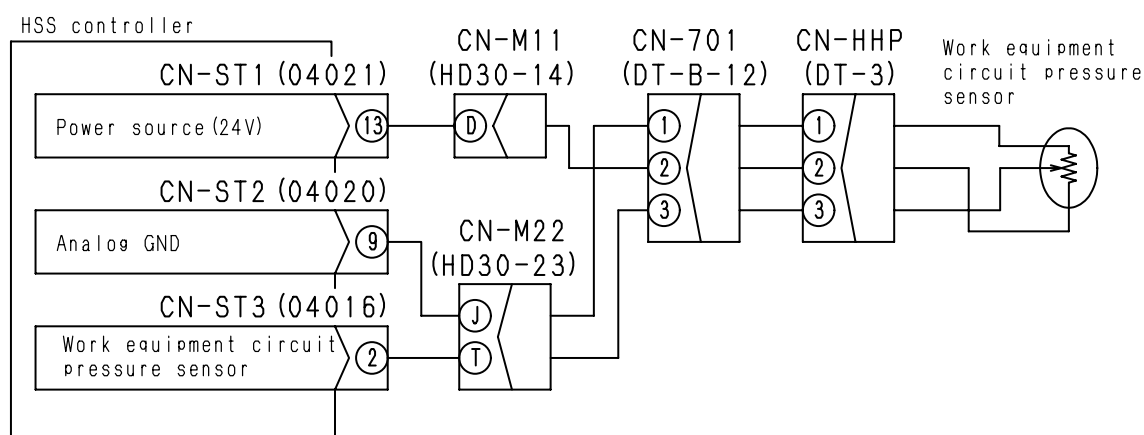 HSS controller
CN-ST1 (04021)
Power source (24V)
13
CN-ST2 (04020)
Analog GND
9
CN-ST3 (04016)
Work equipment circuit
pressure sensor
2
CN-M11
(HD30-14)
D
CN-M22
(HD30-23)
J
T
CN-701
(DT-B-12)
1
2
3
CN-HHP
(DT-3)
1
2
3
Work equipment
circuit pressure
sensor